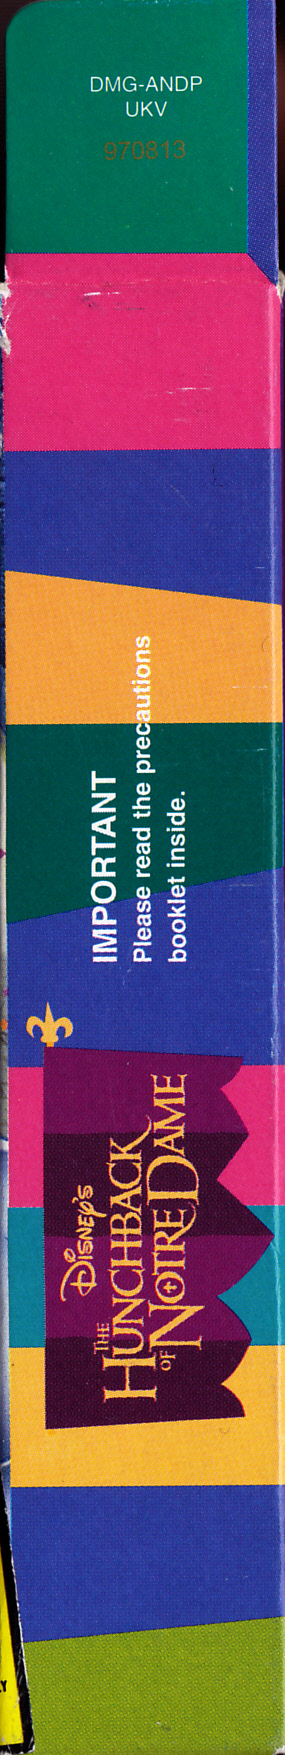 DMG-ANDP
UKV
970813
IMPORTANT
Please read the precautions
booklet inside.
DISNEY'S
THE
HUNCHBACK
OF NOTRE DAME